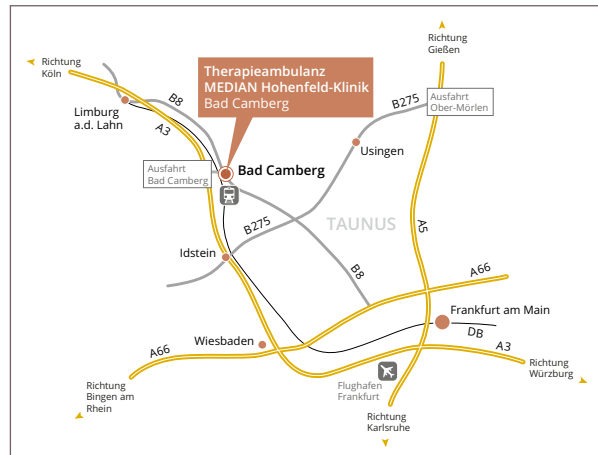 Richtung
Köln
Richtung
Gießen
Therapieambulanz
MEDIAN Hohenfeld-Klinik
Bad Camberg
B8
B275
Ausfahrt
Ober-Mörlen
Limburg
a.d. Lahn
A3
Usingen
Ausfahrt
Bad Camberg
Bad Camberg
B275
TAUNUS
A5
Idstein
B8
A66
Frankfurt am Main
DB
Wiesbaden
A66
A3
Richtung
Bingen am
Rhein
Flughafen
Frankfurt
Richtung
Würzburg
Richtung
Karlsruhe